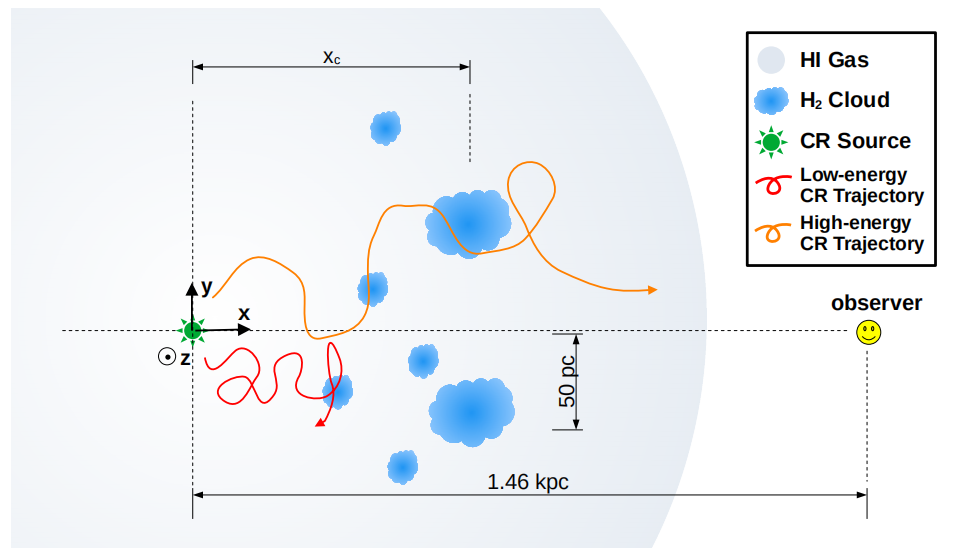 x_c
HI Gas
H₂ Cloud
CR Source
Low-energy
CR Trajectory
High-energy
CR Trajectory
y
x
z
observer
50 pc
1.46 kpc